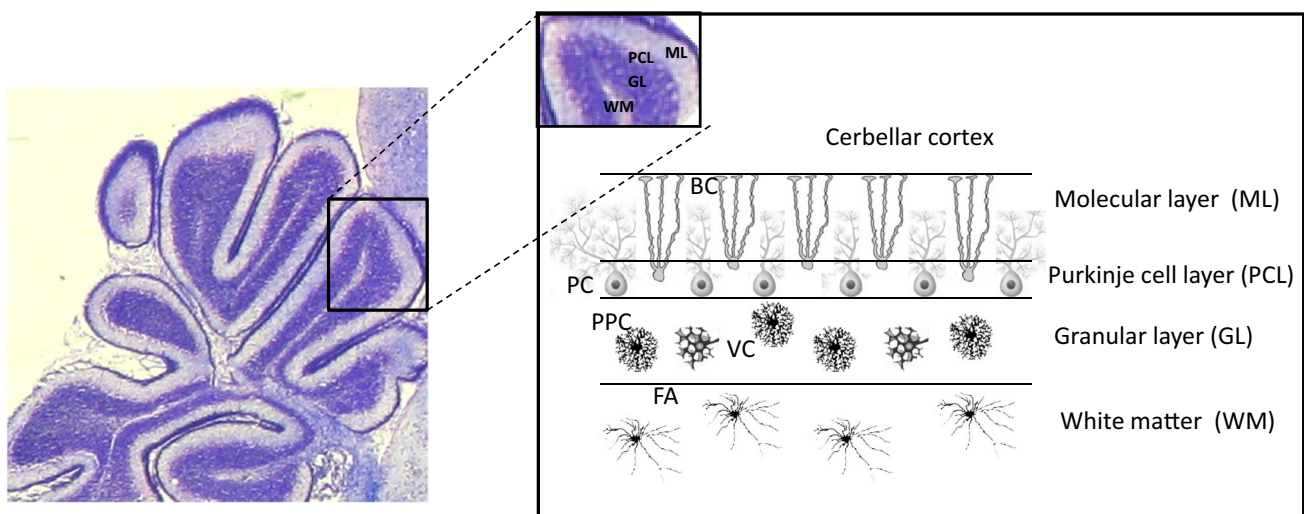 PCL ML
GL
WM
Cerbellar cortex
BC
Molecular layer (ML)
PC
Purkinje cell layer (PCL)
PPC
VC
Granular layer (GL)
FA
White matter (WM)